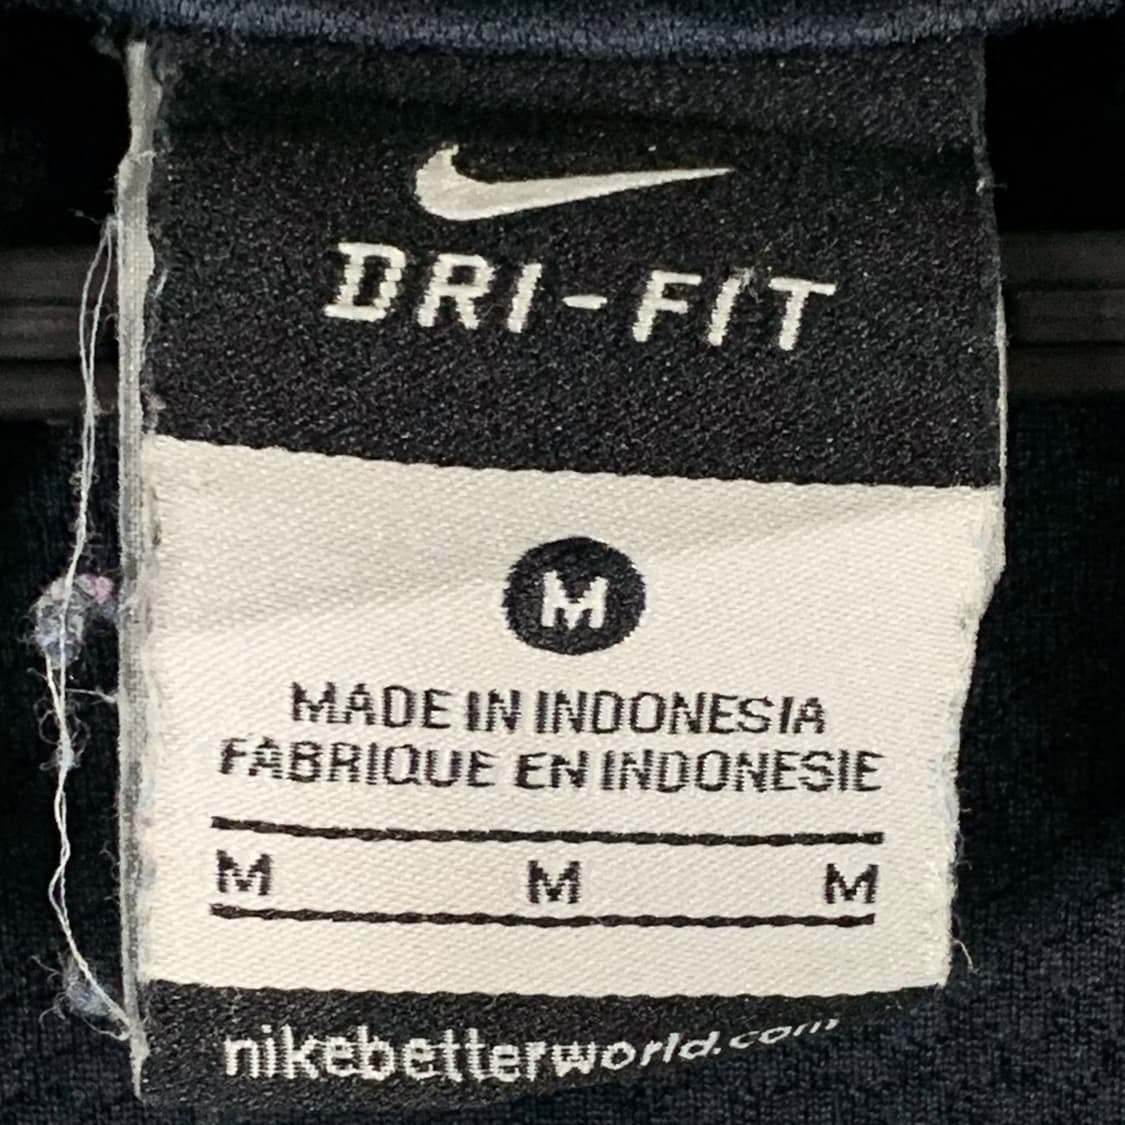 DRI-FIT
M
MADE IN INDONESIA
FABRIQUE EN INDONESIE
M M M
nikebetterworld.com